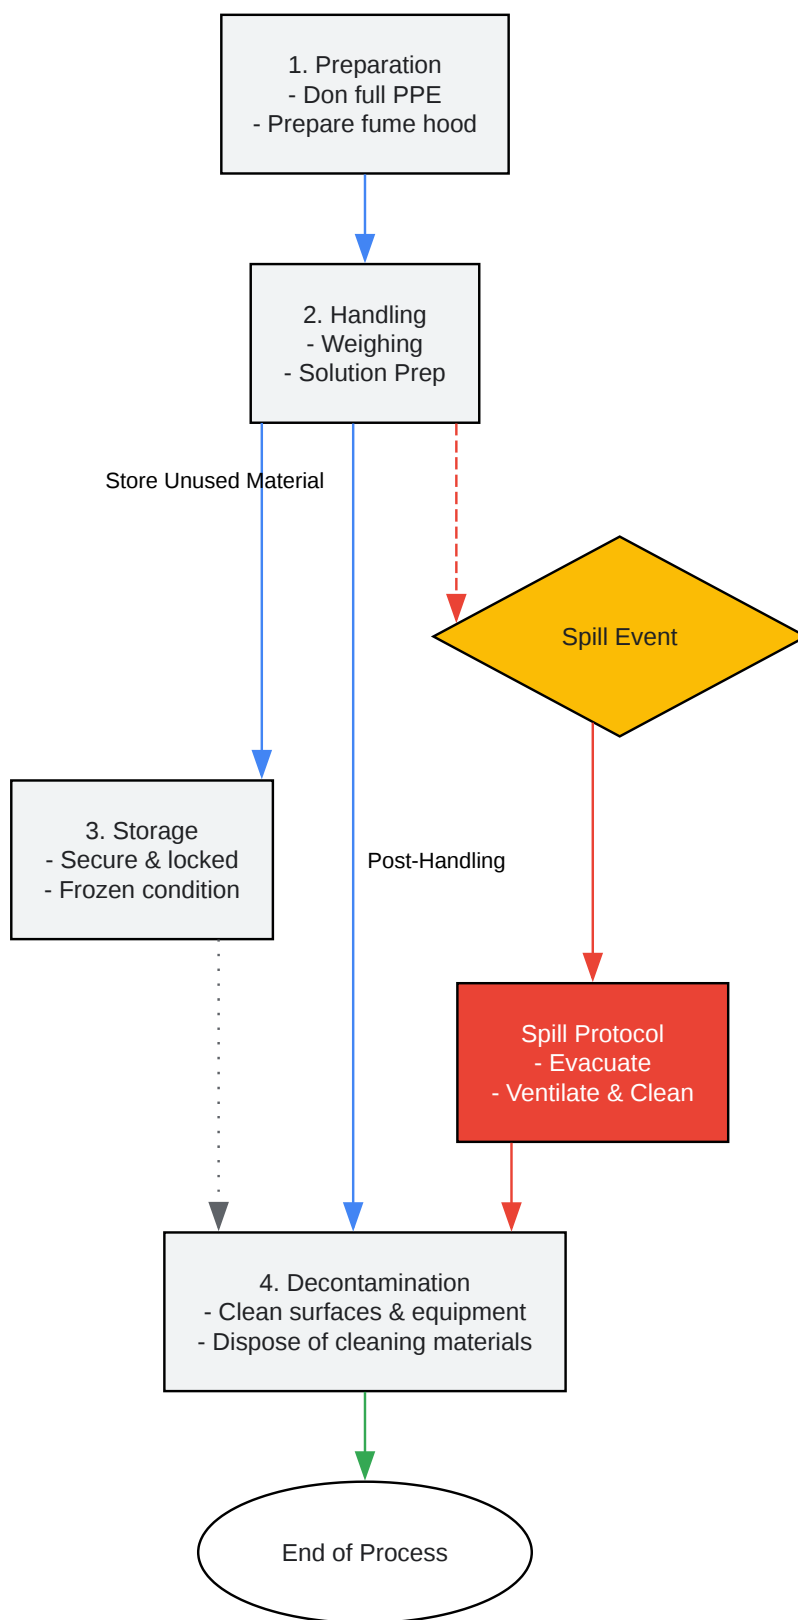 1. Preparation
- Don full PPE
- Prepare fume hood
2. Handling
- Weighing
- Solution Prep
Store Unused Material
Spill Event
3. Storage
- Secure & locked
- Frozen condition
Post-Handling
Spill Protocol
- Evacuate
- Ventilate & Clean
4. Decontamination
- Clean surfaces & equipment
- Dispose of cleaning materials
End of Process